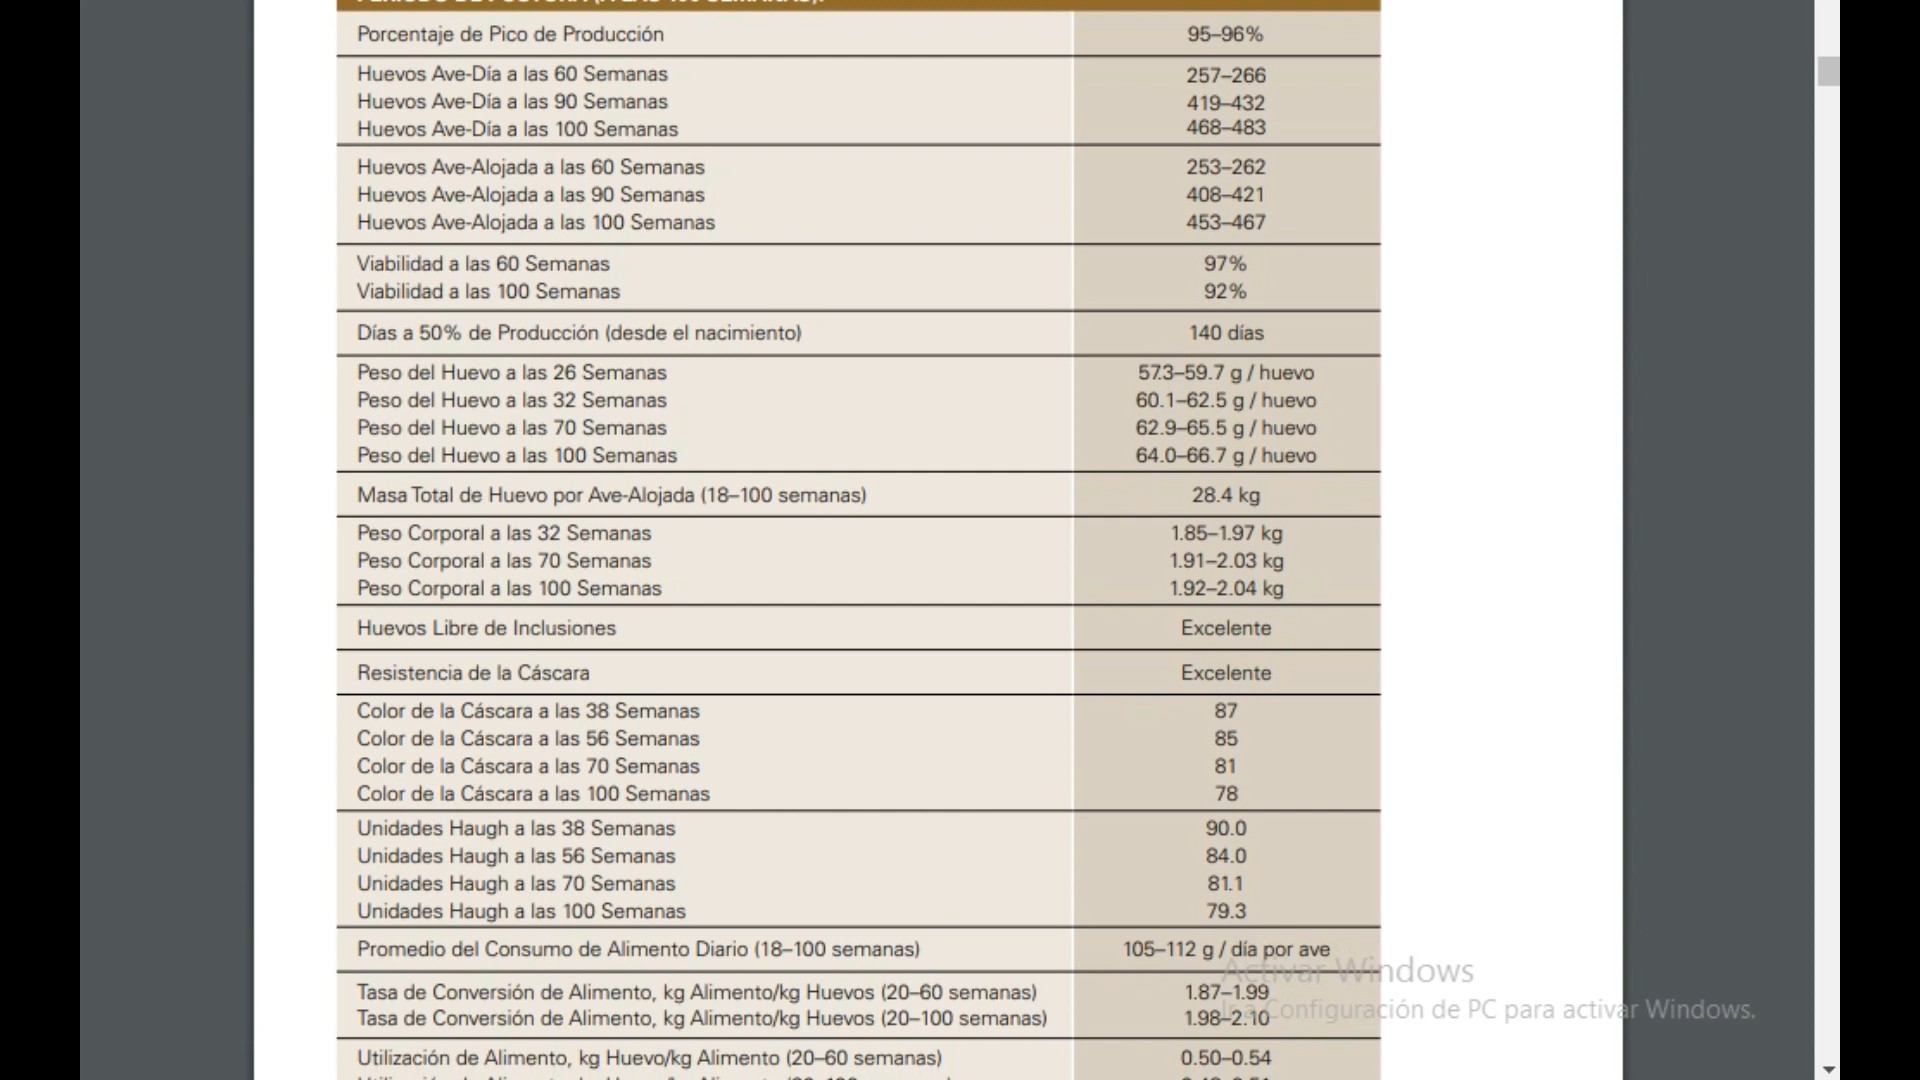 PERÍODO DE POSTURA (A LAS 100 SEMANAS):
Porcentaje de Pico de Producción 95–96%
Huevos Ave-Día a las 60 Semanas 257–266
Huevos Ave-Día a las 90 Semanas 419–432
Huevos Ave-Día a las 100 Semanas 468–483
Huevos Ave-Alojada a las 60 Semanas 253–262
Huevos Ave-Alojada a las 90 Semanas 408–421
Huevos Ave-Alojada a las 100 Semanas 453–467
Viabilidad a las 60 Semanas 97%
Viabilidad a las 100 Semanas 92%
Días a 50% de Producción (desde el nacimiento) 140 días
Peso del Huevo a las 26 Semanas 57.3–59.7 g / huevo
Peso del Huevo a las 32 Semanas 60.1–62.5 g / huevo
Peso del Huevo a las 70 Semanas 62.9–65.5 g / huevo
Peso del Huevo a las 100 Semanas 64.0–66.7 g / huevo
Masa Total de Huevo por Ave-Alojada (18–100 semanas) 28.4 kg
Peso Corporal a las 32 Semanas 1.85–1.97 kg
Peso Corporal a las 70 Semanas 1.91–2.03 kg
Peso Corporal a las 100 Semanas 1.92–2.04 kg
Huevos Libre de Inclusiones Excelente
Resistencia de la Cáscara Excelente
Color de la Cáscara a las 38 Semanas 87
Color de la Cáscara a las 56 Semanas 85
Color de la Cáscara a las 70 Semanas 81
Color de la Cáscara a las 100 Semanas 78
Unidades Haugh a las 38 Semanas 90.0
Unidades Haugh a las 56 Semanas 84.0
Unidades Haugh a las 70 Semanas 81.1
Unidades Haugh a las 100 Semanas 79.3
Promedio del Consumo de Alimento Diario (18–100 semanas) 105–112 g / día por ave
Activar Windows
Tasa de Conversión de Alimento, kg Alimento/kg Huevos (20–60 semanas) 1.87–1.99
Tasa de Conversión de Alimento, kg Alimento/kg Huevos (20–100 semanas) 1.98–2.10
Ir a Configuración de PC para activar Windows.
Utilización de Alimento, kg Huevo/kg Alimento (20–60 semanas) 0.50–0.54